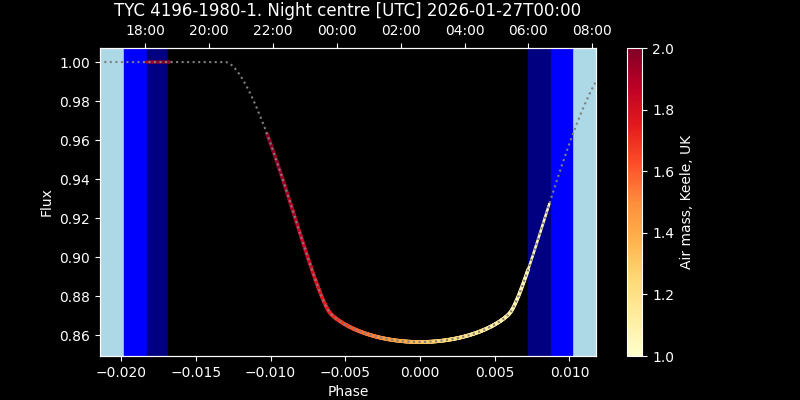 TYC 4196-1980-1. Night centre [UTC] 2026-01-27T00:00
18:00 20:00 22:00 00:00 02:00 04:00 06:00 08:00
1.00
0.98
0.96
0.94
0.92
0.90
0.88
0.86
Flux
−0.020 −0.015 −0.010 −0.005 0.000 0.005 0.010
Phase
2.0
1.8
1.6
1.4
1.2
1.0
Air mass, Keele, UK